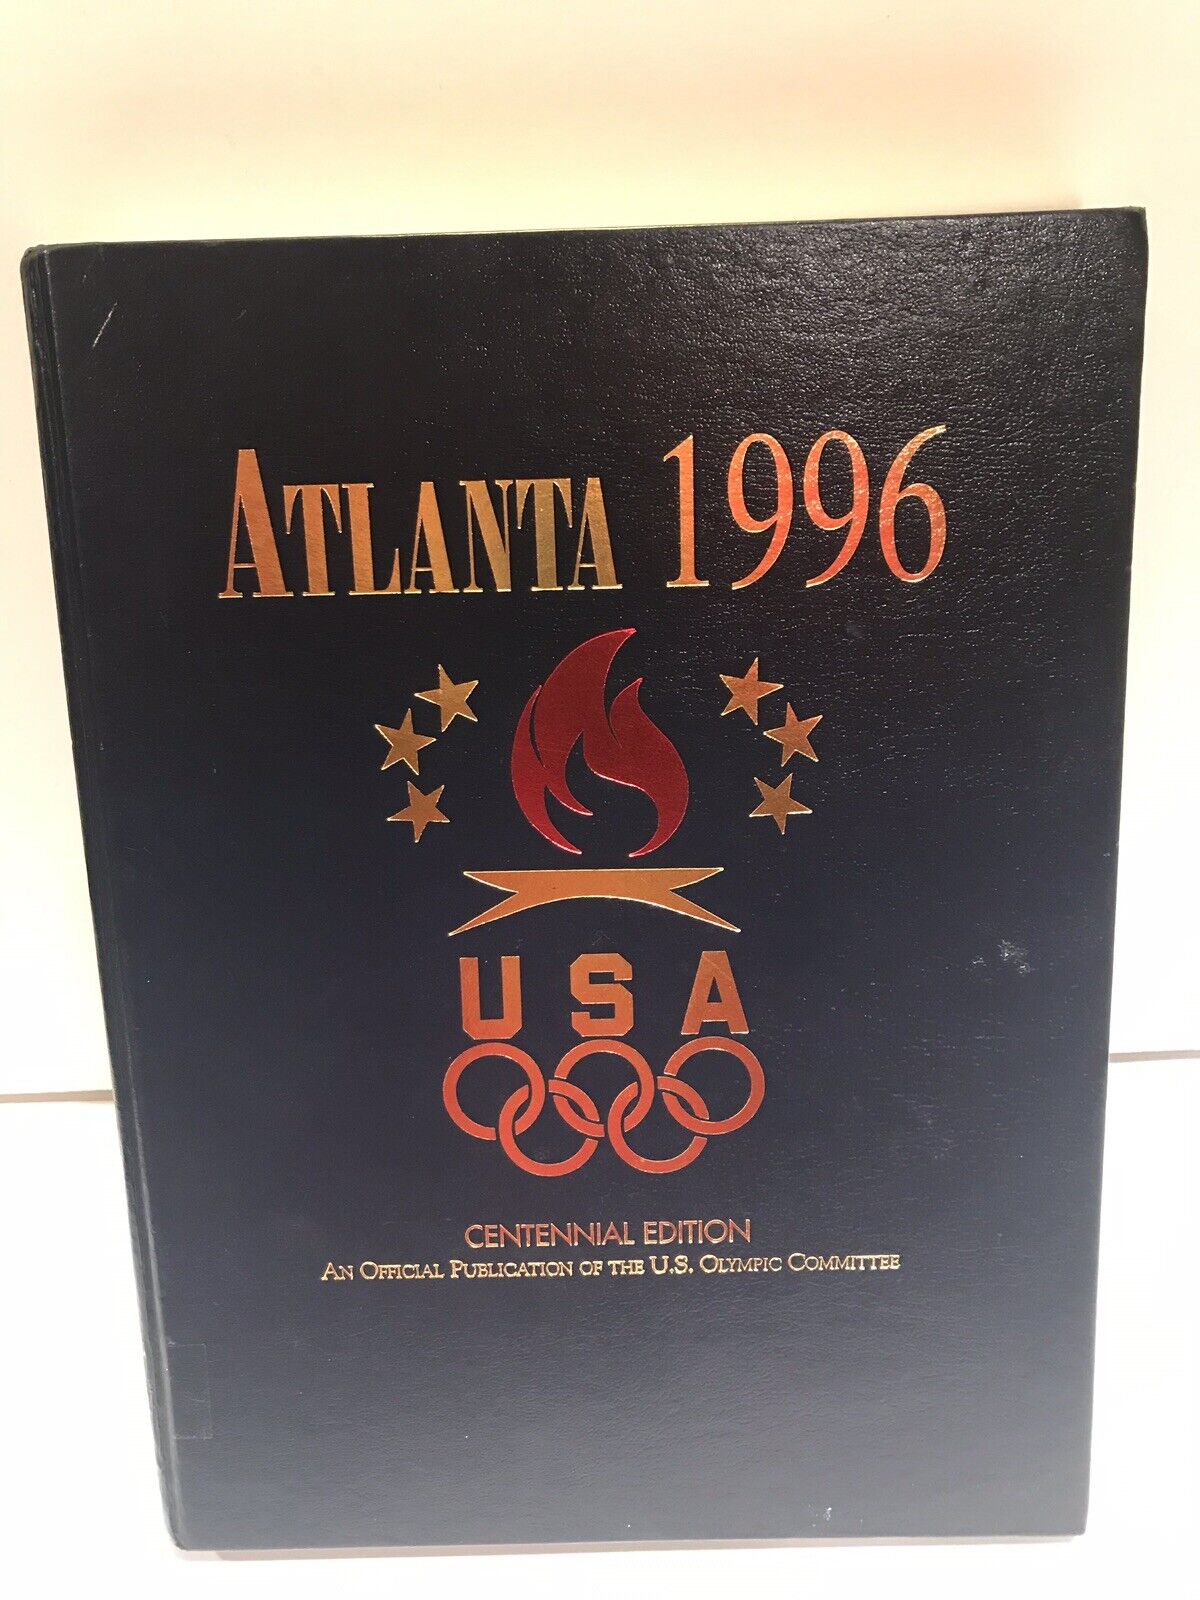 ATLANTA 1996
USA
CENTENNIAL EDITION
AN OFFICIAL PUBLICATION OF THE U.S. OLYMPIC COMMITTEE